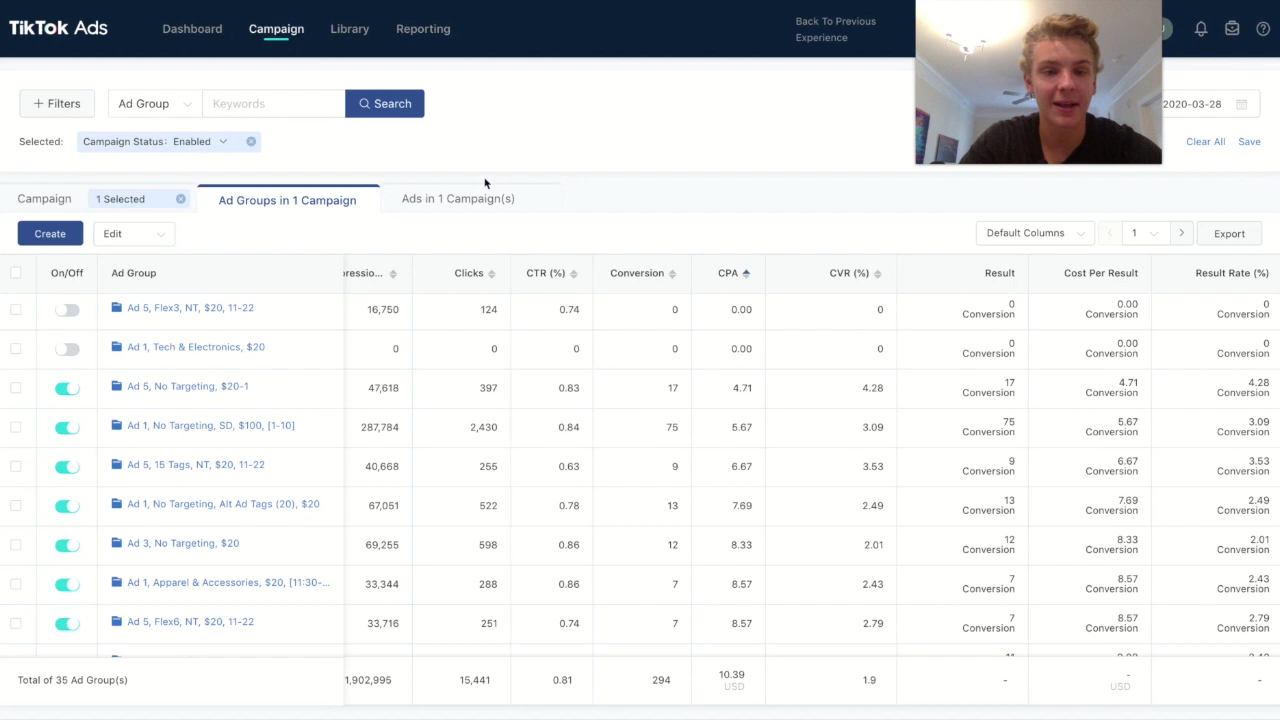 TikTok Ads
Dashboard
Campaign
Library
Reporting
Back To Previous
Experience
+ Filters
Ad Group
Keywords
Search
2020-03-28
Selected:
Campaign Status: Enabled
Clear All
Save
Campaign
1 Selected
Ad Groups in 1 Campaign
Ads in 1 Campaign(s)
Create
Edit
Default Columns
1
Export
On/Off Ad Group Clicks CTR (%) Conversion CPA CVR (%) Result Cost Per Result Result Rate (%)
Ad 5, Flex3, NT, $20, 11-22 16,750 124 0.74 0 0.00 0 0 0.00 0
Conversion Conversion Conversion
Ad 1, Tech & Electronics, $20 0 0 0 0 0.00 0 0 0.00 0
Conversion Conversion Conversion
Ad 5, No Targeting, $20-1 47,618 397 0.83 17 4.71 4.28 17 4.71 4.28
Conversion Conversion Conversion
Ad 1, No Targeting, SD, $100, [1-10] 287,784 2,430 0.84 75 5.67 3.09 75 5.67 3.09
Conversion Conversion Conversion
Ad 5, 15 Tags, NT, $20, 11-22 40,668 255 0.63 9 6.67 3.53 9 6.67 3.53
Conversion Conversion Conversion
Ad 1, No Targeting, Alt Ad Tags (20), $20 67,051 522 0.78 13 7.69 2.49 13 7.69 2.49
Conversion Conversion Conversion
Ad 3, No Targeting, $20 69,255 598 0.86 12 8.33 2.01 12 8.33 2.01
Conversion Conversion Conversion
Ad 1, Apparel & Accessories, $20, [11:30-... 33,344 288 0.86 7 8.57 2.43 7 8.57 2.43
Conversion Conversion Conversion
Ad 5, Flex6, NT, $20, 11-22 33,716 251 0.74 7 8.57 2.79 7 8.57 2.79
Conversion Conversion Conversion
Total of 35 Ad Group(s) 1,902,995 15,441 0.81 294 10.39 1.9 - - -
USD USD